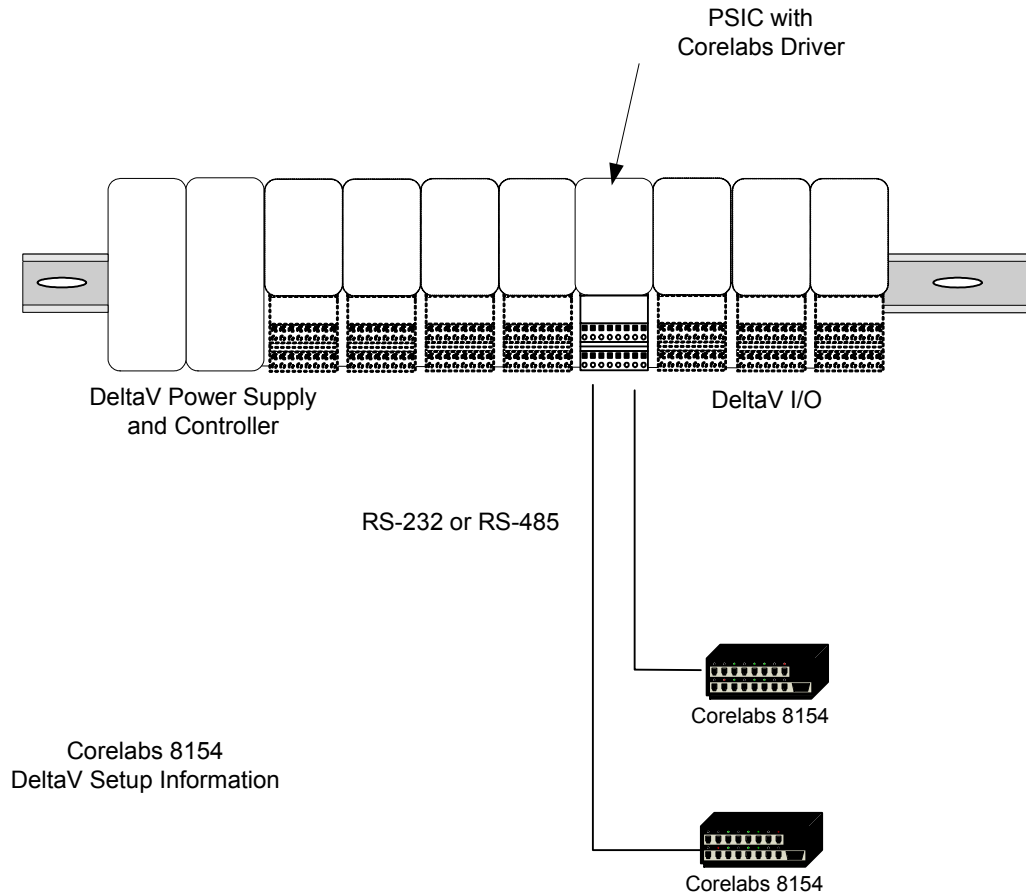 PSIC with
Corelabs Driver
DeltaV Power Supply
and Controller
DeltaV I/O
RS-232 or RS-485
Corelabs 8154
Corelabs 8154
DeltaV Setup Information
Corelabs 8154